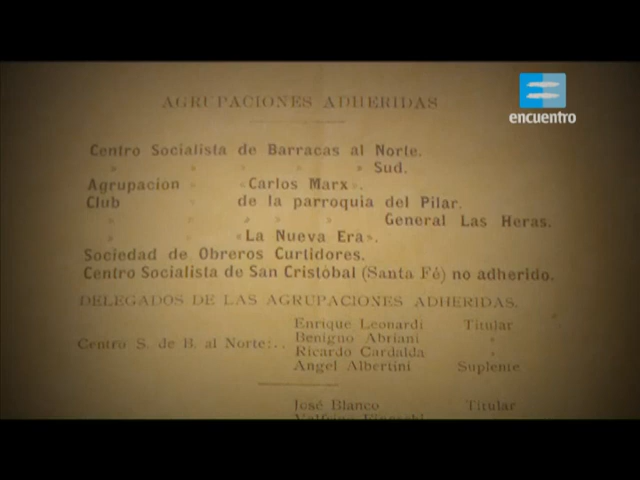 encuentro
AGRUPACIONES ADHERIDAS
Centro Socialista de Barracas al Norte.
» » » » » Sud.
Agrupacion » «Carlos Marx».
Club » de la parroquia del Pilar.
» » » » » General Las Heras.
» » «La Nueva Era».
Sociedad de Obreros Curtidores.
Centro Socialista de San Cristóbal (Santa Fé) no adherido.
DELEGADOS DE LAS AGRUPACIONES ADHERIDAS.
Enrique Leonardi Titular
Centro S. de B. al Norte:.. Benigno Abriani »
Ricardo Cardalda »
Angel Albertini Suplente
José Blanco Titular